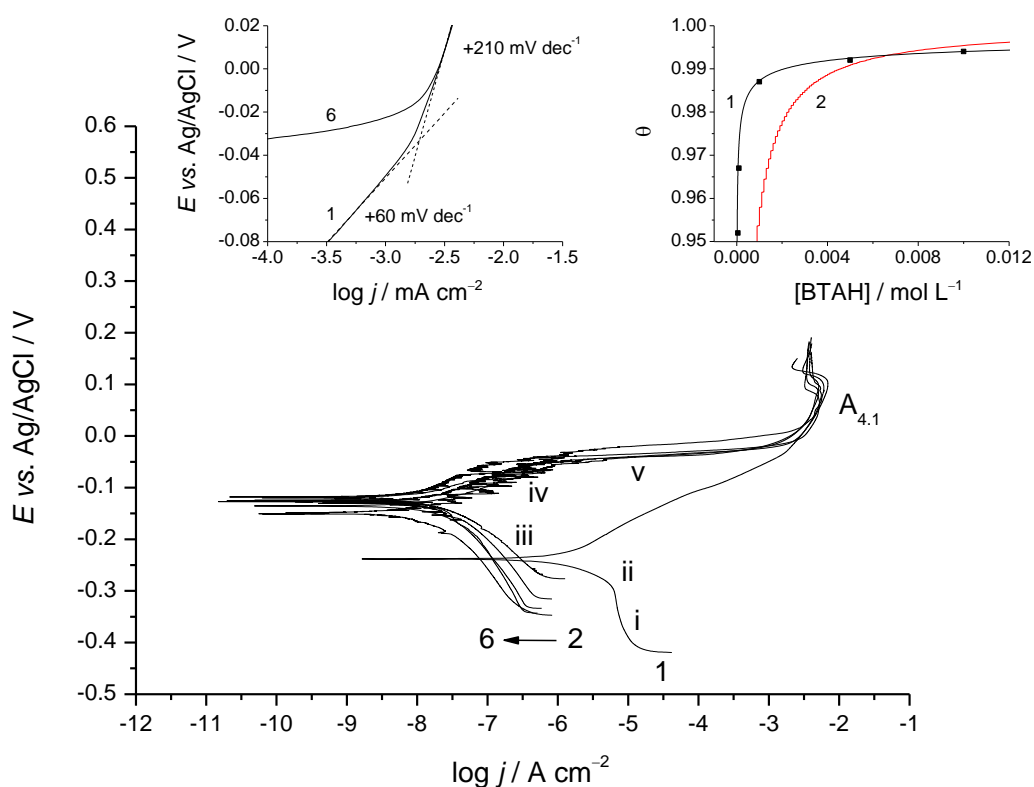 0.02
0.00
-0.02
-0.04
-0.06
-0.08
E vs. Ag/AgCl / V
+210 mV dec⁻¹
6
1
+60 mV dec⁻¹
-4.0 -3.5 -3.0 -2.5 -2.0 -1.5
log j / mA cm⁻²
1.00
0.99
0.98
0.97
0.96
0.95
θ
1
2
0.000 0.004 0.008 0.012
[BTAH] / mol L⁻¹
0.6
0.5
0.4
0.3
0.2
0.1
0.0
-0.1
-0.2
-0.3
-0.4
-0.5
E vs. Ag/AgCl / V
A₄.₁
v
iv
iii
ii
i
6 ← 2
1
-12 -11 -10 -9 -8 -7 -6 -5 -4 -3 -2 -1
log j / A cm⁻²